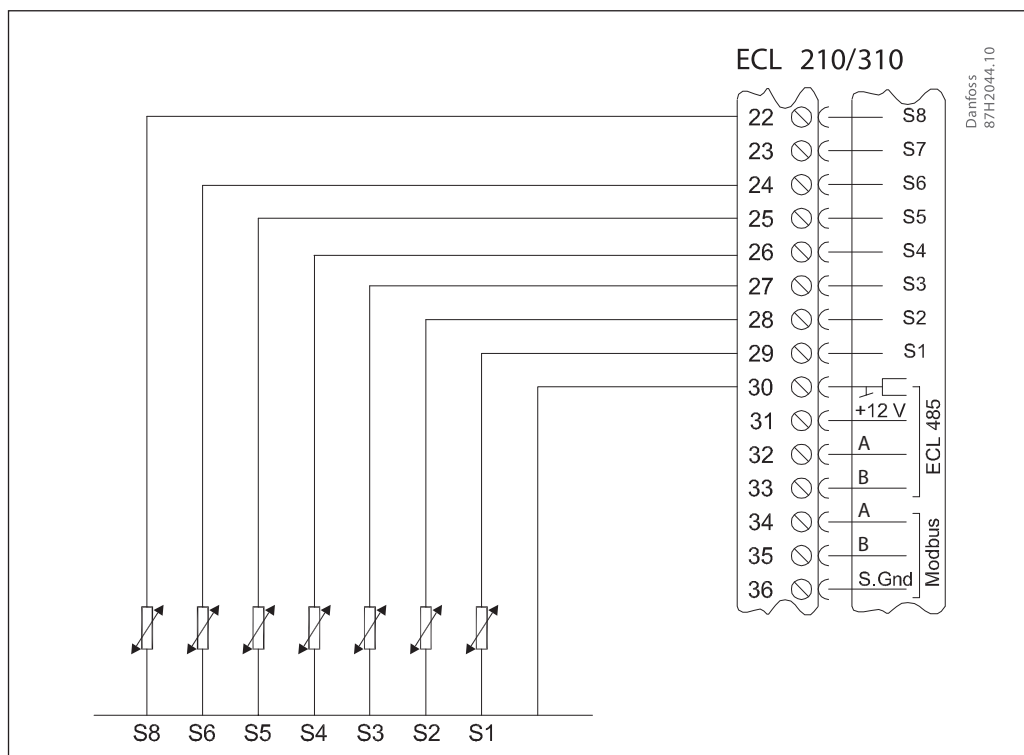 ECL 210/310
Danfoss
87H2044.10
22 S8
23 S7
24 S6
25 S5
26 S4
27 S3
28 S2
29 S1
30
31 +12 V
32 A
33 B
ECL 485
34 A
35 B
36 S.Gnd
Modbus
S8 S6 S5 S4 S3 S2 S1